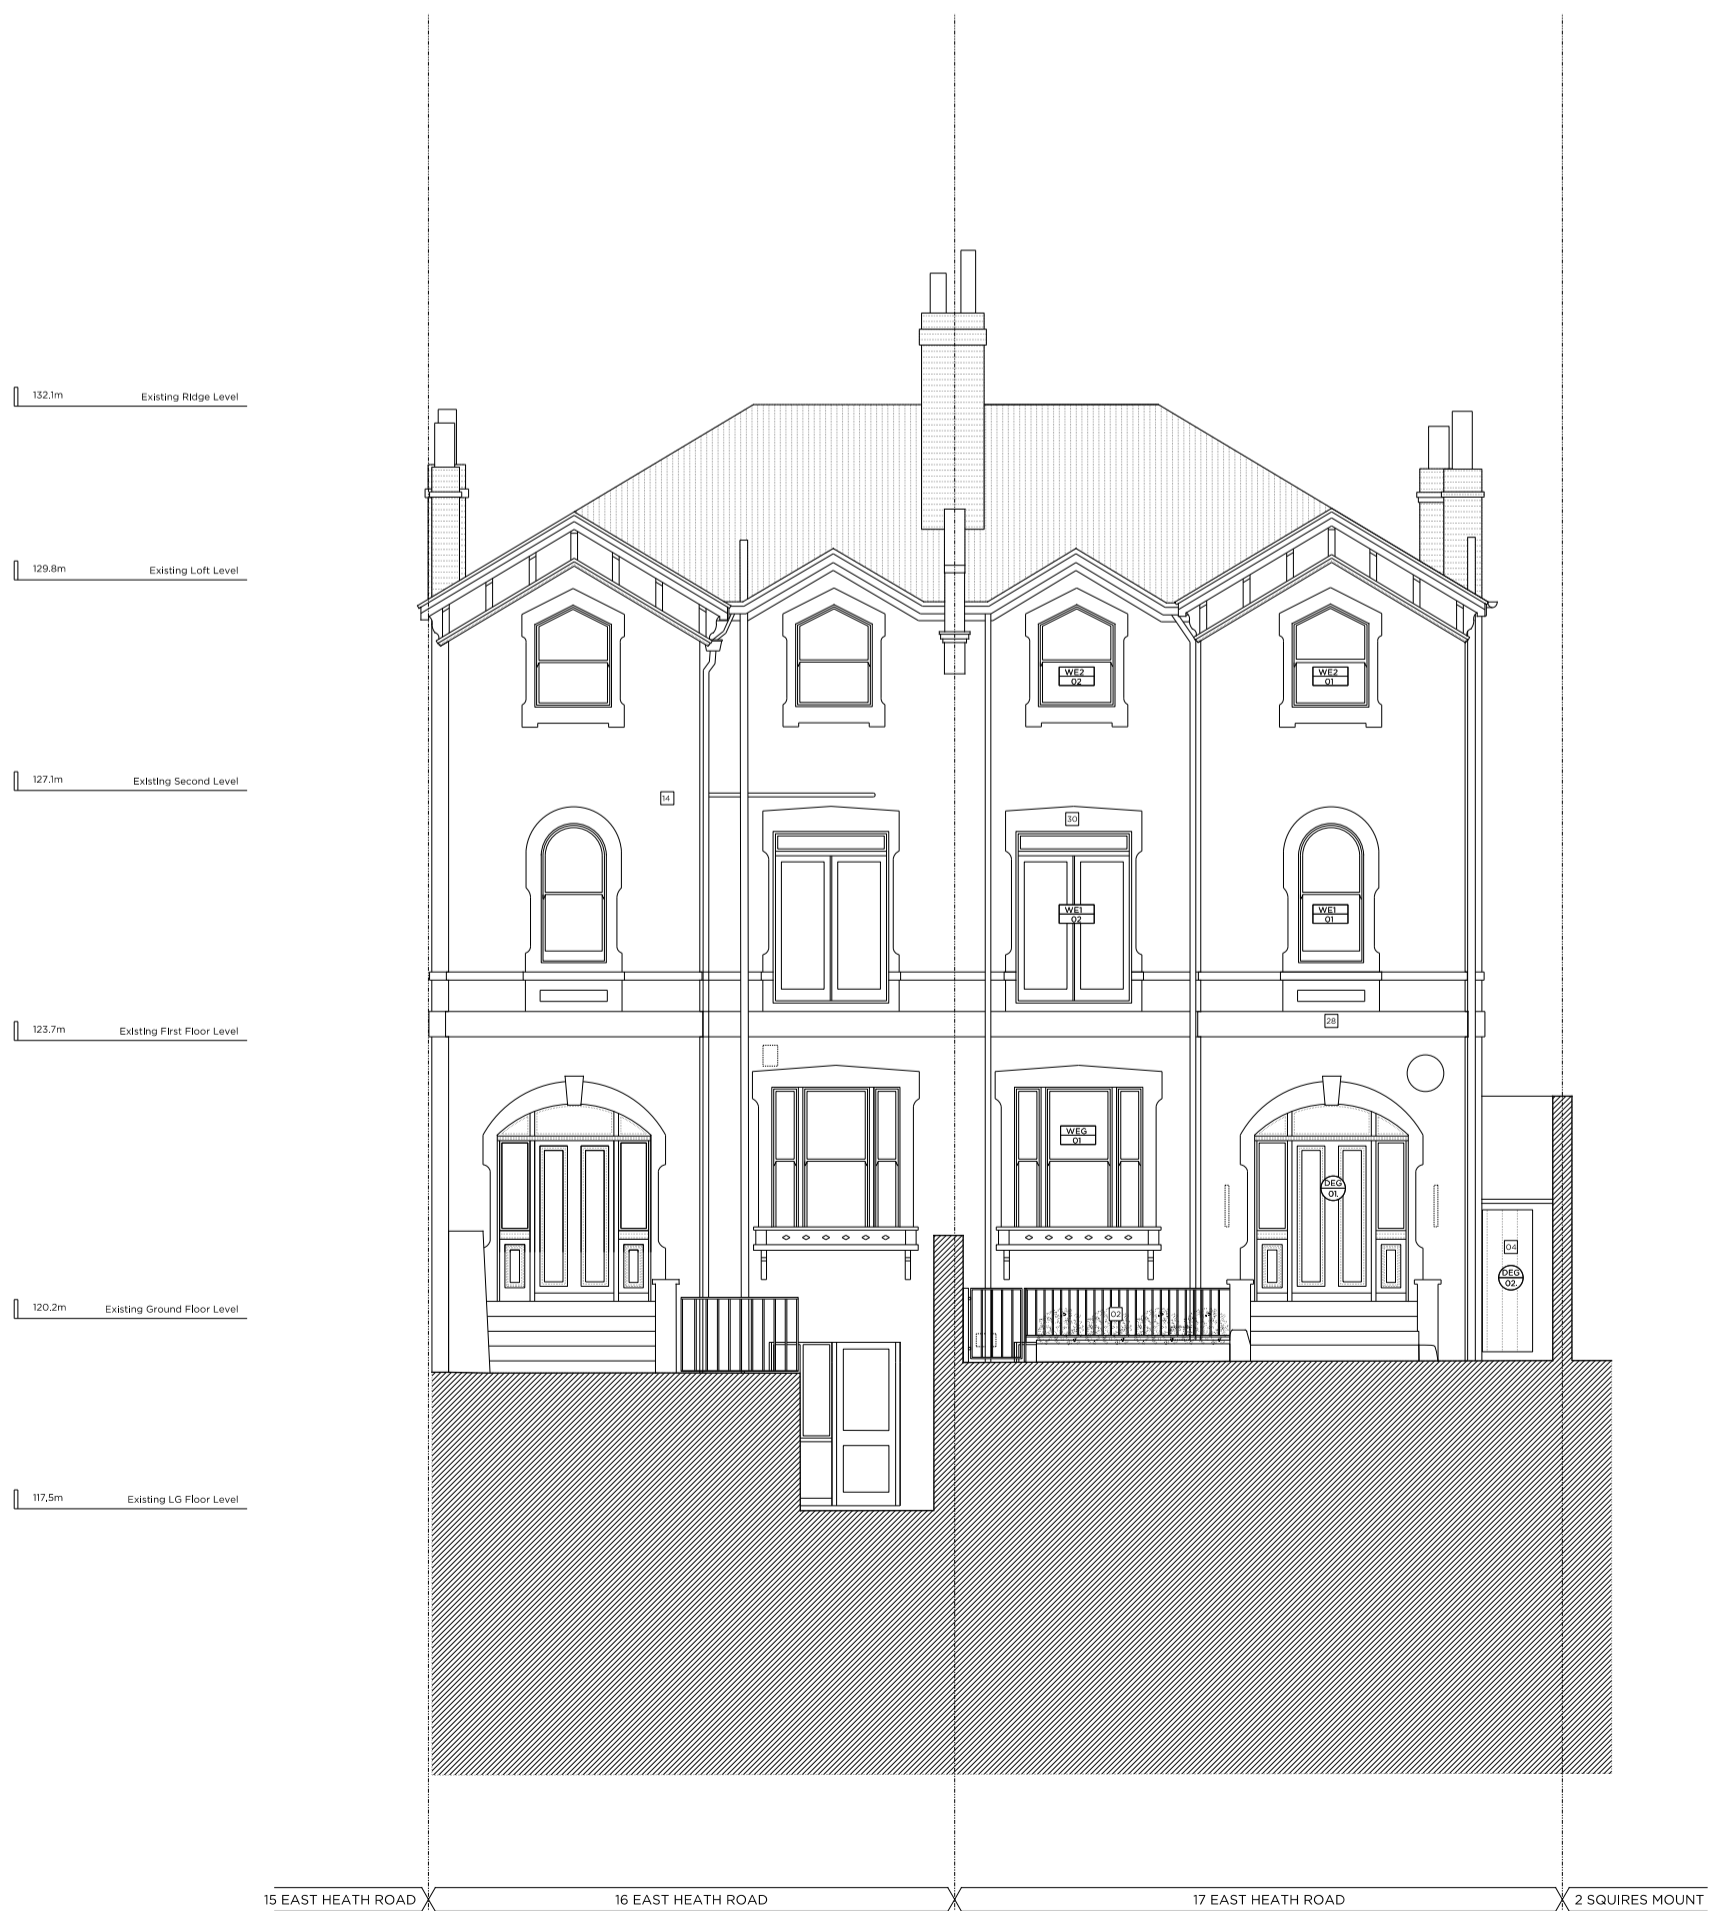 132.1m Existing Ridge Level
129.8m Existing Loft Level
WE2
02
WE2
01
127.1m Existing Second Level
14
30
WE1
02
WE1
01
123.7m Existing First Floor Level
28
WEG
01
DEG
01.
04
DEG
02.
120.2m Existing Ground Floor Level
02
117,5m Existing LG Floor Level
15 EAST HEATH ROAD
16 EAST HEATH ROAD
17 EAST HEATH ROAD
2 SQUIRES MOUNT